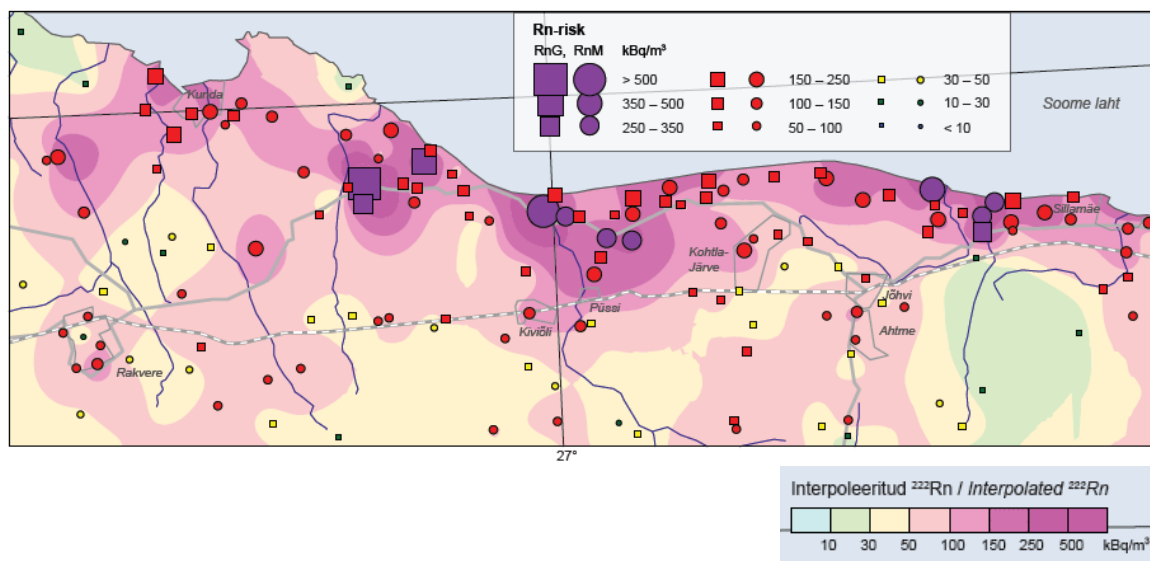 Rn-risk
RnG, RnM kBq/m³
> 500
350 – 500
250 – 350
150 – 250
100 – 150
50 – 100
30 – 50
10 – 30
< 10
Soome laht
Kunda
Sillamäe
Kohtla-
Järve
Jõhvi
Püssi
Kiviõli
Ahtme
Rakvere
27°
Interpoleeritud ²²²Rn / Interpolated ²²²Rn
10 30 50 100 150 250 500 kBq/m³